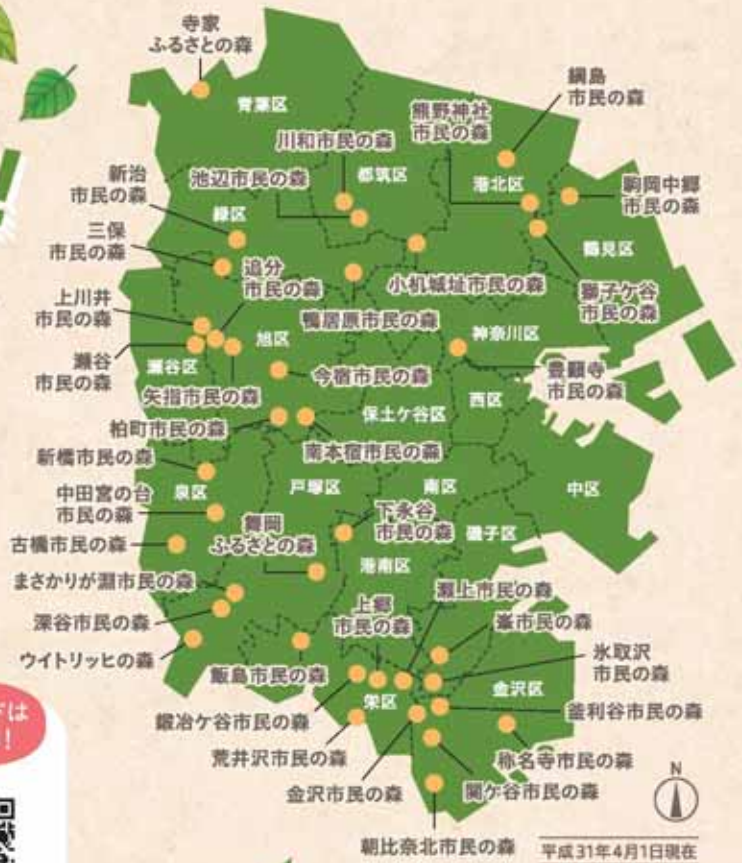 寺家
ふるさとの森
綱島
市民の森
青葉区
熊野神社
市民の森
川和市民の森
池辺市民の森
都筑区
港北区
新治
市民の森
駒岡中郷
市民の森
緑区
三保
市民の森
鶴見区
追分
市民の森
小机城址市民の森
獅子ケ谷
市民の森
上川井
市民の森
鴨居原市民の森
旭区
神奈川区
瀬谷区
瀬谷
市民の森
今宿市民の森
豊顕寺
市民の森
矢指市民の森
西区
保土ケ谷区
柏町市民の森
南本宿市民の森
新橋市民の森
泉区
戸塚区
南区
中区
中田宮の台
市民の森
下永谷
市民の森
舞岡
ふるさとの森
磯子区
古橋市民の森
港南区
まさかりが淵市民の森
瀬上市民の森
上郷
市民の森
深谷市民の森
峯市民の森
ウイトリッヒの森
氷取沢
市民の森
飯島市民の森
金沢区
栄区
鍛冶ケ谷市民の森
釜利谷市民の森
荒井沢市民の森
称名寺市民の森
金沢市民の森
関ケ谷市民の森
N
朝比奈北市民の森
平成31年4月1日現在
は
!